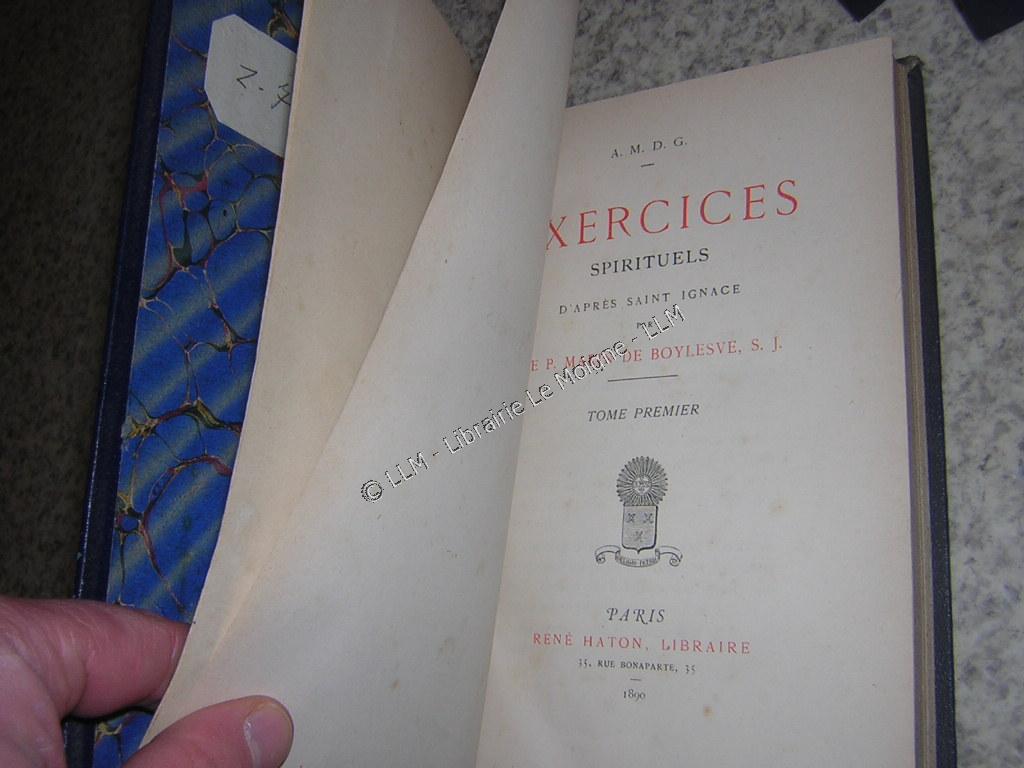 A. M. D. G.
XERCICES
SPIRITUELS
D'APRÈS SAINT IGNACE
PAR
E P. DE BOYLESVE, S. J.
TOME PREMIER
PARIS
RENÉ HATON, LIBRAIRE
35, RUE BONAPARTE, 35
1890
© LLM - Librairie Le Moigne - LLM